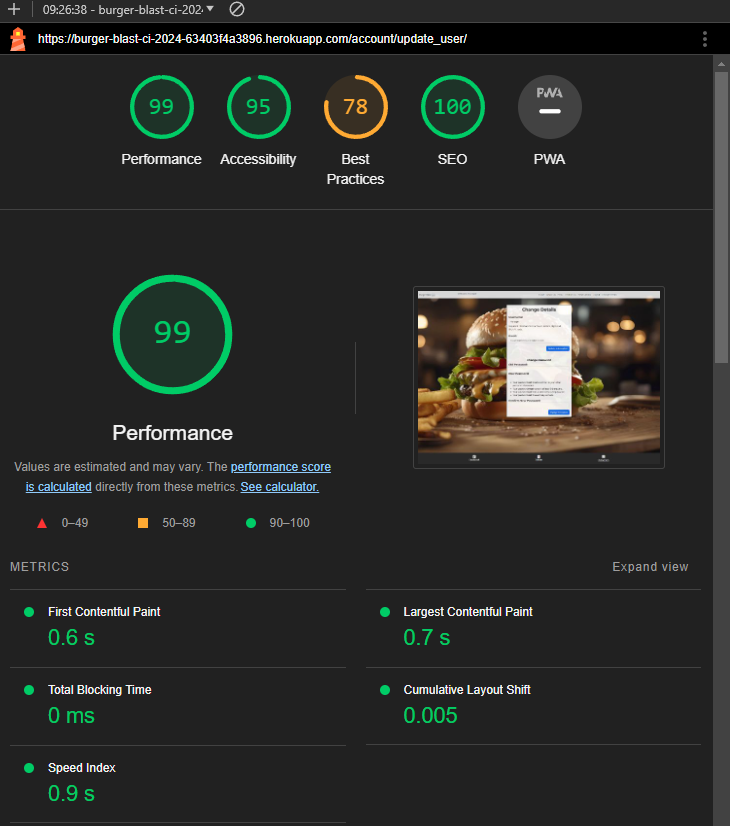 09:26:38 - burger-blast-ci-202
https://burger-blast-ci-2024-63403f4a3896.herokuapp.com/account/update_user/
99
95
78
100
PWA
Performance
Accessibility
Best
Practices
SEO
PWA
99
Performance
Values are estimated and may vary. The performance score
is calculated directly from these metrics. See calculator.
0–49
50–89
90–100
Change Details
METRICS
Expand view
First Contentful Paint
0.6 s
Largest Contentful Paint
0.7 s
Total Blocking Time
0 ms
Cumulative Layout Shift
0.005
Speed Index
0.9 s